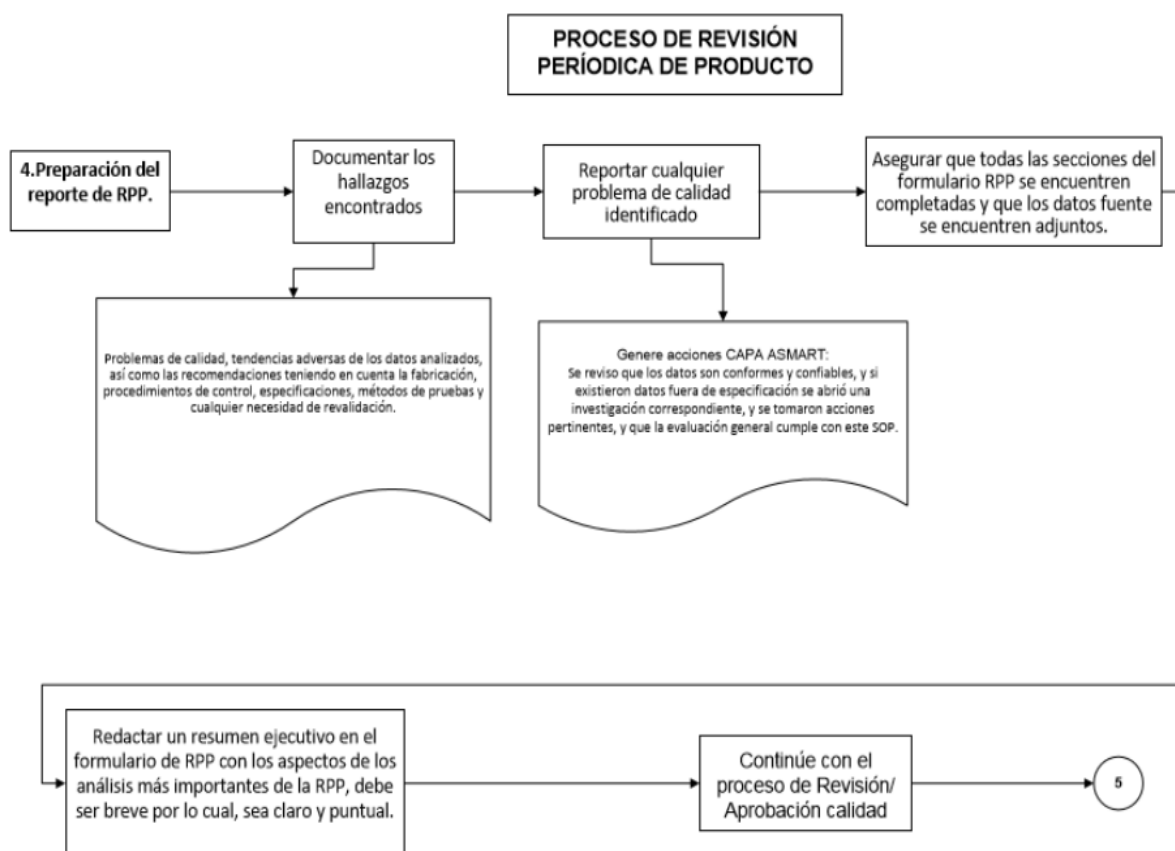 PROCESO DE REVISIÓN
PERÍODICA DE PRODUCTO
4.Preparación del
reporte de RPP.
Documentar los
hallazgos
encontrados
Reportar cualquier
problema de calidad
identificado
Asegurar que todas las secciones del
formulario RPP se encuentren
completadas y que los datos fuente
se encuentren adjuntos.
Problemas de calidad, tendencias adversas de los datos analizados,
así como las recomendaciones teniendo en cuenta la fabricación,
procedimientos de control, especificaciones, métodos de pruebas y
cualquier necesidad de revalidación.
Genere acciones CAPA ASMART:
Se reviso que los datos son conformes y confiables, y si
existieron datos fuera de especificación se abrió una
investigación correspondiente, y se tomaron acciones
pertinentes, y que la evaluación general cumple con este SOP.
Redactar un resumen ejecutivo en el
formulario de RPP con los aspectos de los
análisis más importantes de la RPP, debe
ser breve por lo cual, sea claro y puntual.
Continúe con el
proceso de Revisión/
Aprobación calidad
5